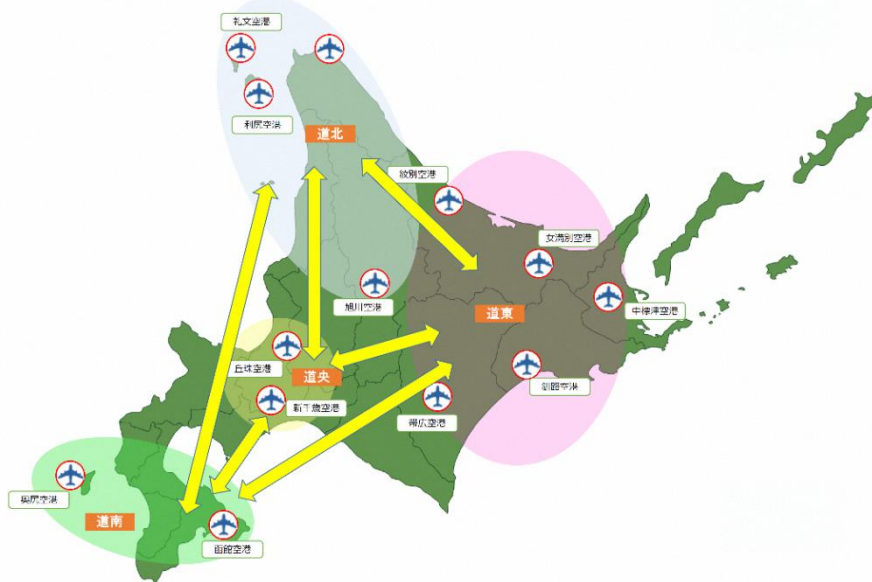 礼文空港
利尻空港
道北
紋別空港
女満別空港
旭川空港
中標津空港
道東
丘珠空港
道央
釧路空港
新千歳空港
帯広空港
奥尻空港
道南
函館空港